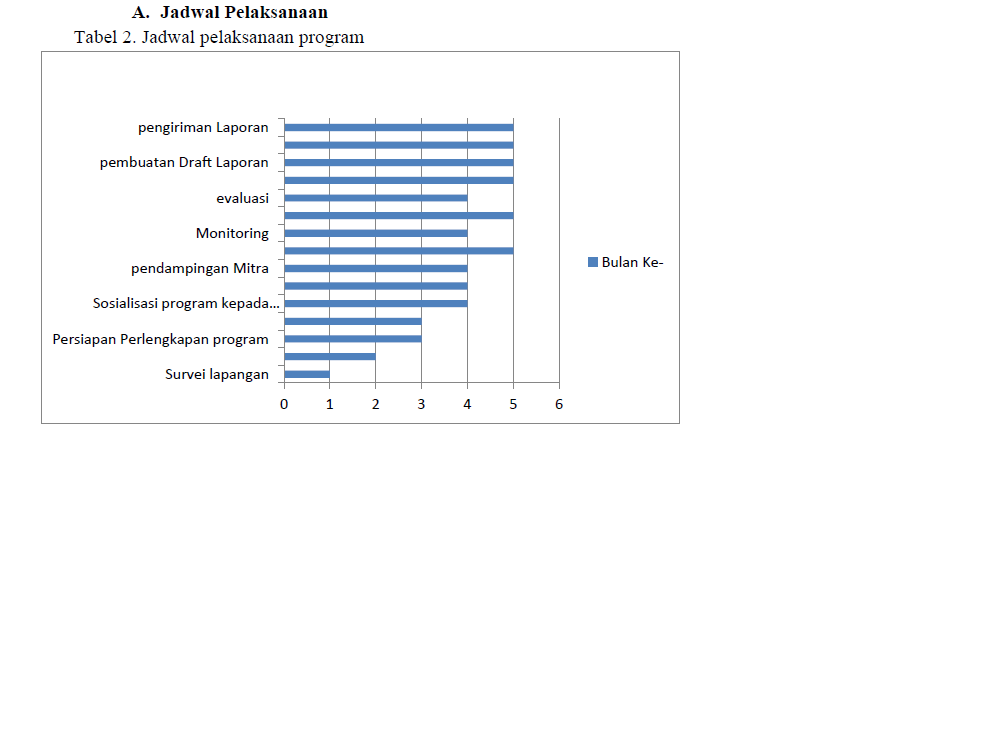 A. Jadwal Pelaksanaan
Tabel 2. Jadwal pelaksanaan program
pengiriman Laporan
pembuatan Draft Laporan
evaluasi
Monitoring
pendampingan Mitra
Sosialisasi program kepada...
Persiapan Perlengkapan program
Survei lapangan
0 1 2 3 4 5 6
Bulan Ke-